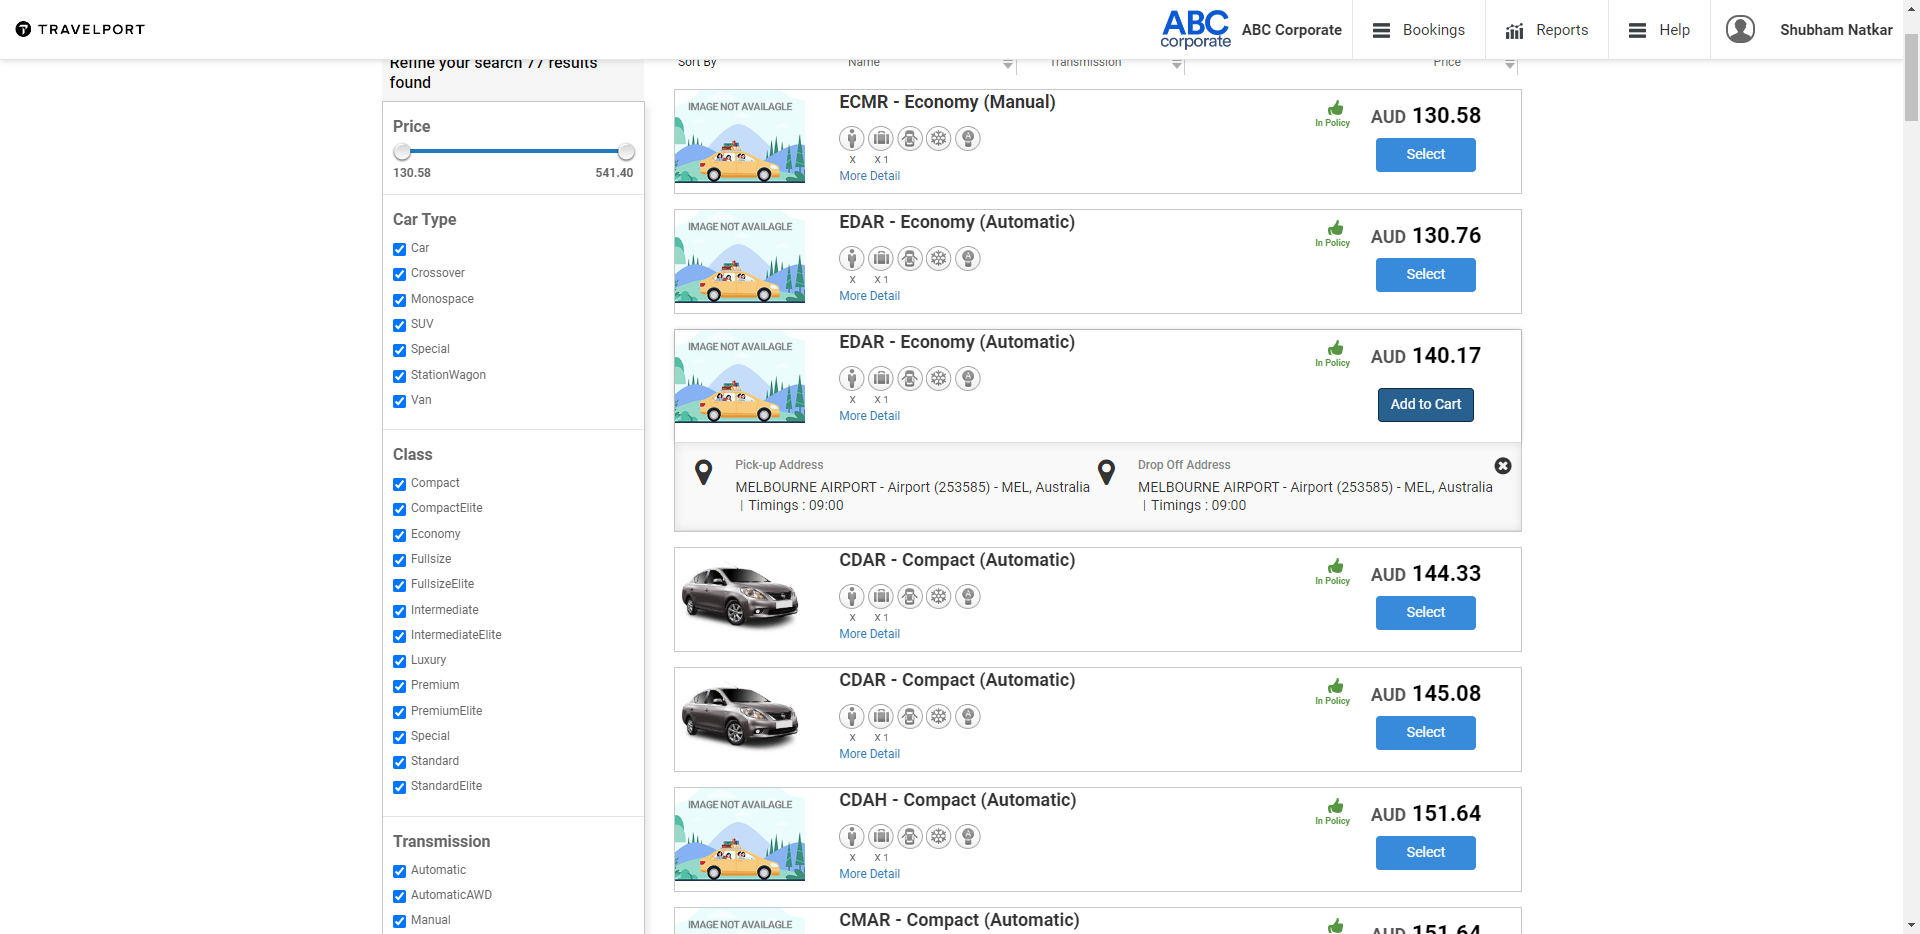 TRAVELPORT
ABC
corporate
ABC Corporate
Bookings
Reports
Help
Shubham Natkar
Refine your search 77 results
found
Price
130.58
541.40
Car Type
Car
Crossover
Monospace
SUV
Special
StationWagon
Van
Class
Compact
CompactElite
Economy
Fullsize
FullsizeElite
Intermediate
IntermediateElite
Luxury
Premium
PremiumElite
Special
Standard
StandardElite
Transmission
Automatic
AutomaticAWD
Manual
Sort By
Name
Transmission
Price
IMAGE NOT AVAILAGLE
ECMR - Economy (Manual)
X
X 1
More Detail
In Policy
AUD 130.58
Select
IMAGE NOT AVAILAGLE
EDAR - Economy (Automatic)
X
X 1
More Detail
In Policy
AUD 130.76
Select
IMAGE NOT AVAILAGLE
EDAR - Economy (Automatic)
X
X 1
More Detail
In Policy
AUD 140.17
Add to Cart
Pick-up Address
MELBOURNE AIRPORT - Airport (253585) - MEL, Australia
| Timings : 09:00
Drop Off Address
MELBOURNE AIRPORT - Airport (253585) - MEL, Australia
| Timings : 09:00
CDAR - Compact (Automatic)
X
X 1
More Detail
In Policy
AUD 144.33
Select
CDAR - Compact (Automatic)
X
X 1
More Detail
In Policy
AUD 145.08
Select
IMAGE NOT AVAILAGLE
CDAH - Compact (Automatic)
X
X 1
More Detail
In Policy
AUD 151.64
Select
IMAGE NOT AVAILAGLE
CMAR - Compact (Automatic)
AUD 151.64